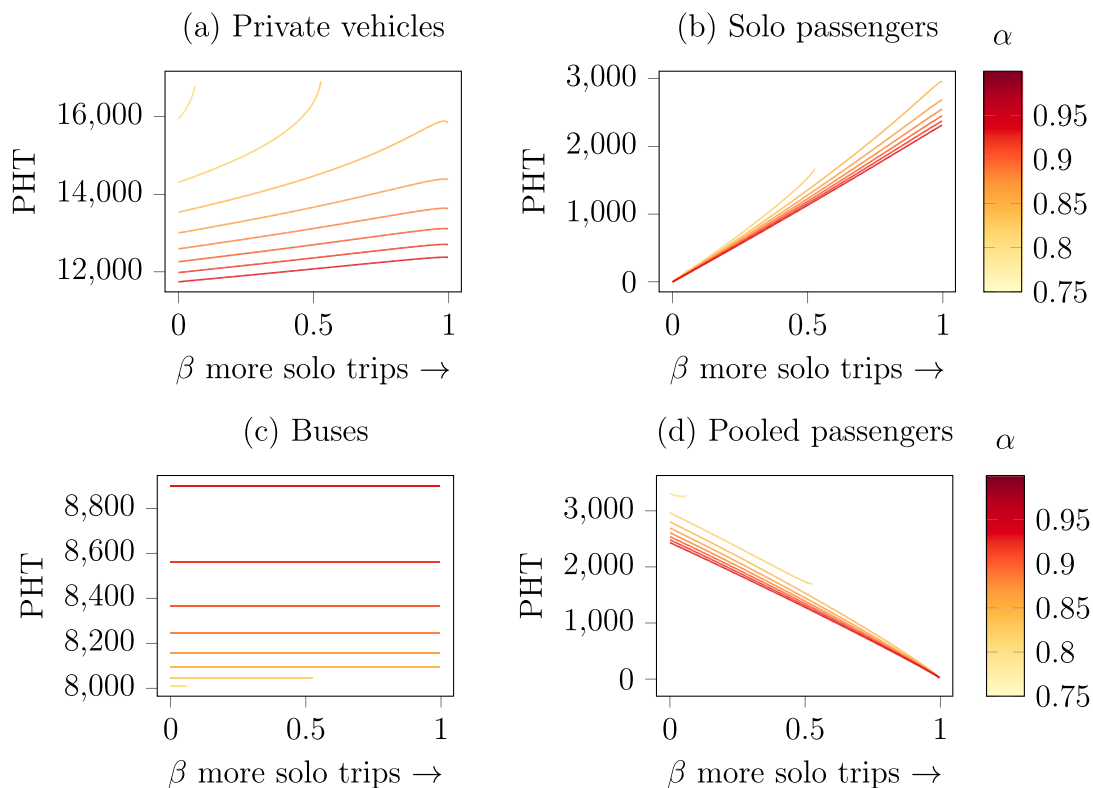 (a) Private vehicles
PHT
16,000
14,000
12,000
0 0.5 1
β more solo trips →
(b) Solo passengers
PHT
3,000
2,000
1,000
0
0 0.5 1
β more solo trips →
α
0.95
0.9
0.85
0.8
0.75
(c) Buses
PHT
8,800
8,600
8,400
8,200
8,000
0 0.5 1
β more solo trips →
(d) Pooled passengers
PHT
3,000
2,000
1,000
0
0 0.5 1
β more solo trips →
α
0.95
0.9
0.85
0.8
0.75